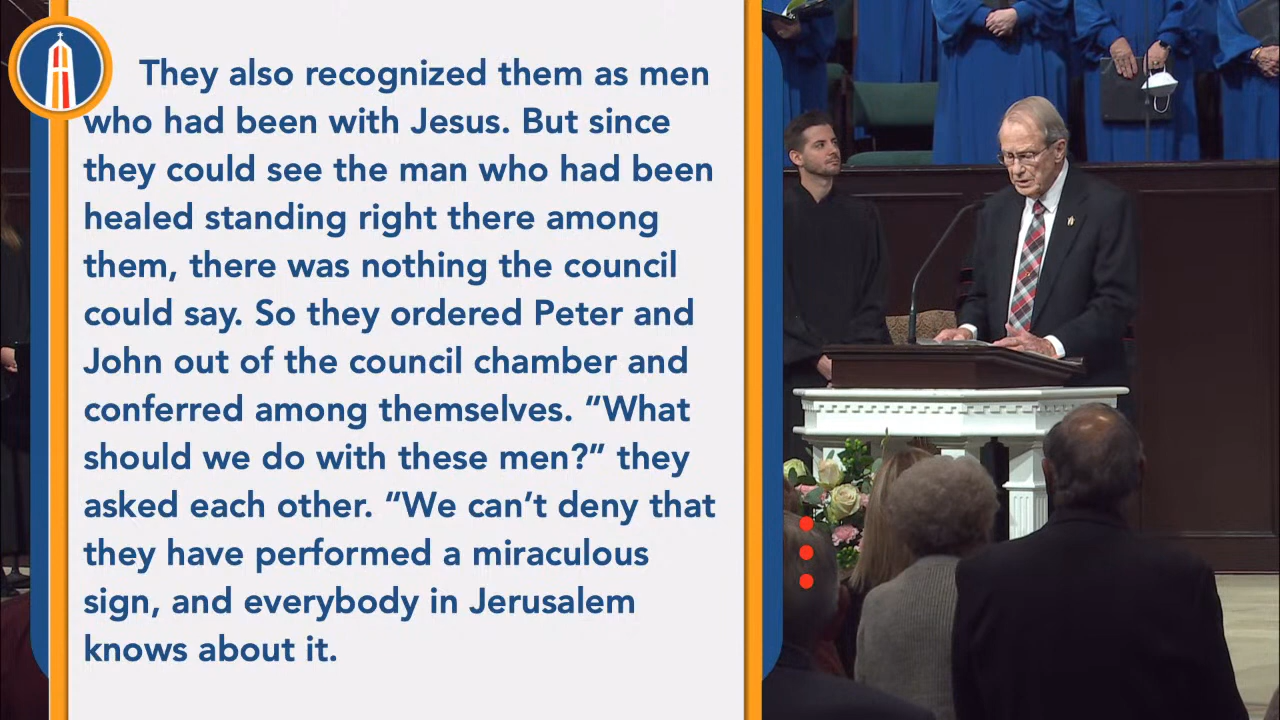 They also recognized them as men
who had been with Jesus. But since
they could see the man who had been
healed standing right there among
them, there was nothing the council
could say. So they ordered Peter and
John out of the council chamber and
conferred among themselves. “What
should we do with these men?” they
asked each other. “We can’t deny that
they have performed a miraculous
sign, and everybody in Jerusalem
knows about it.